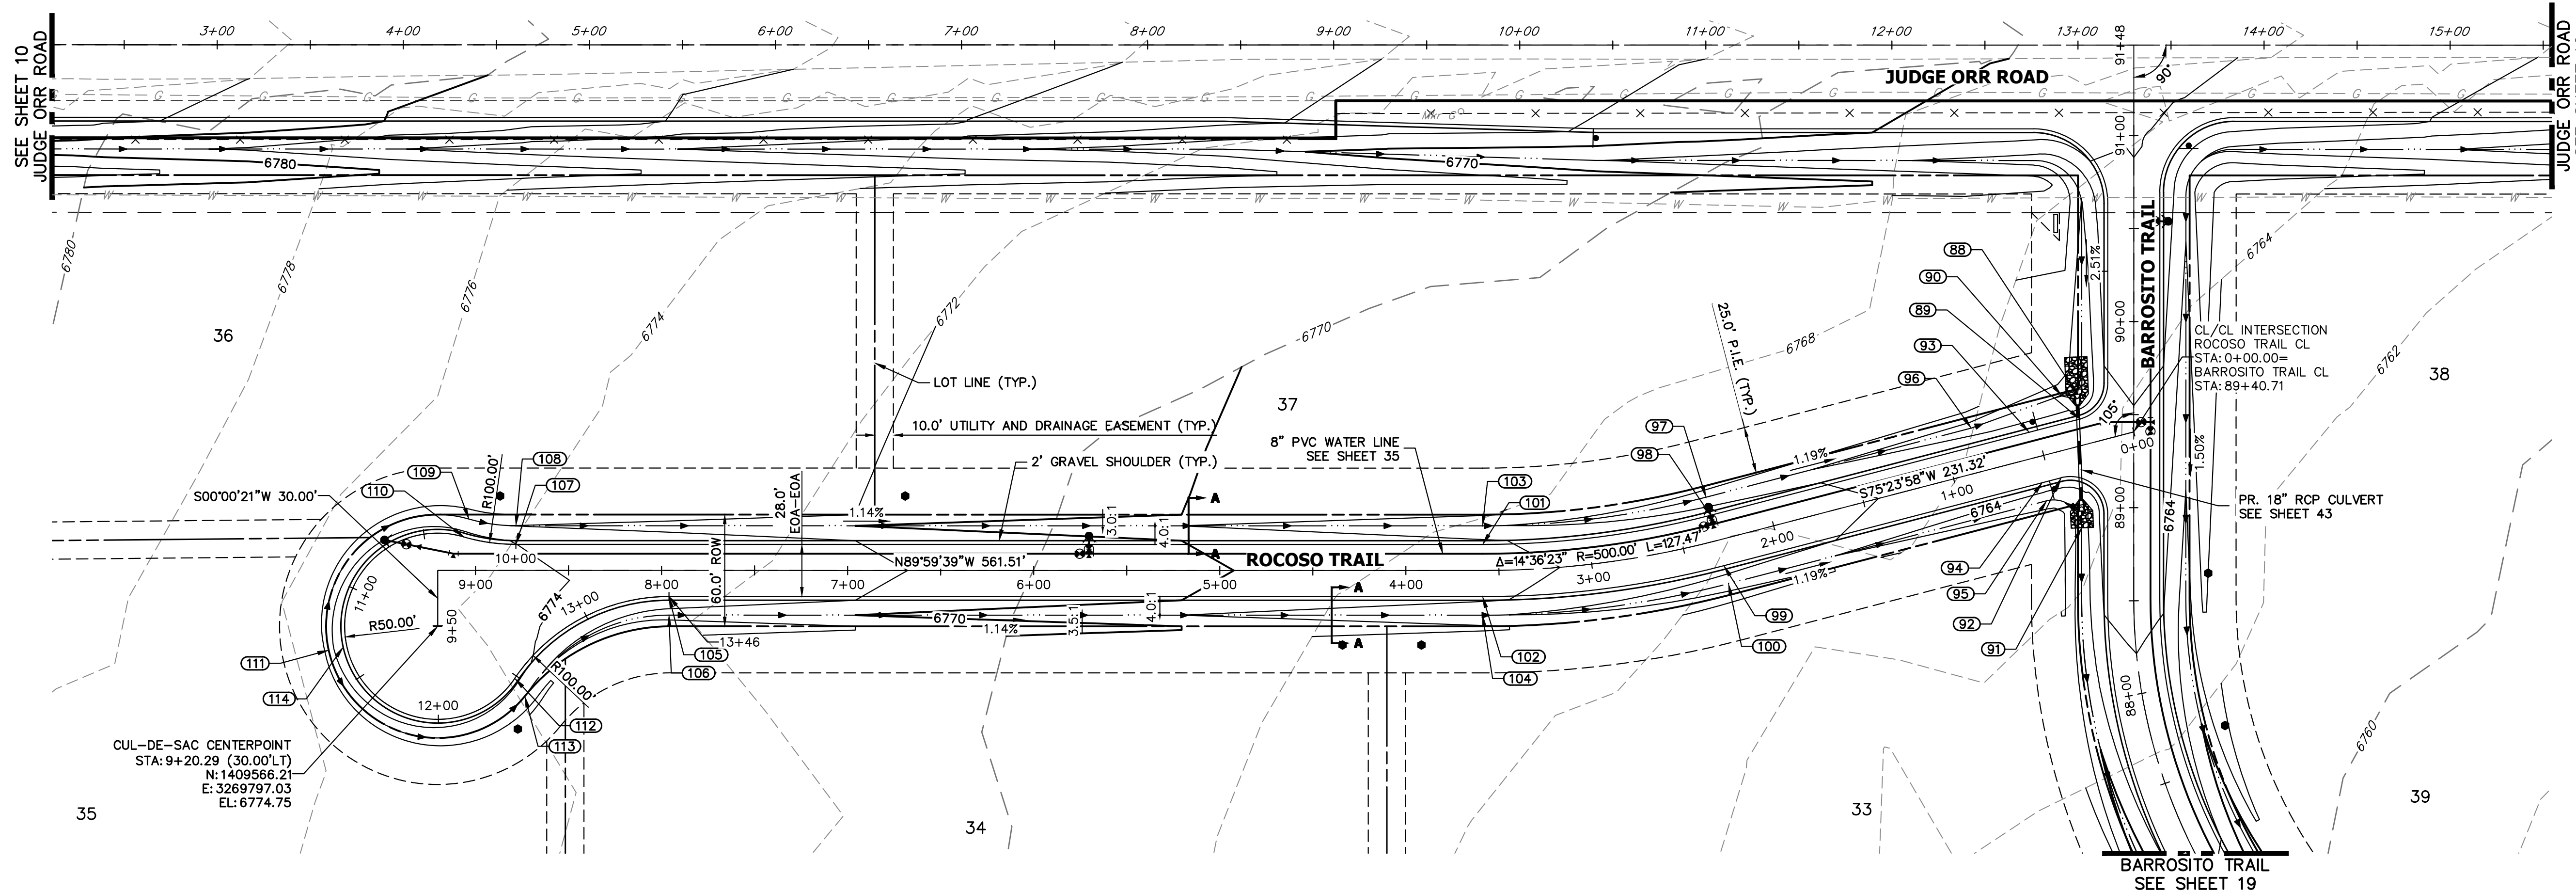 3+00
4+00
5+00
6+00
7+00
8+00
9+00
10+00
11+00
12+00
13+00
14+00
15+00
91+48
90°
SEE SHEET 10
JUDGE ORR ROAD
JUDGE ORR ROAD
JUDGE ORR ROAD
G G G G G G G G G G G G G G G G G G G G G G G
91+00
6780
6770
W W W W W W W W W W W W W W W W W W W W W W W
6780
6778
6776
6774
6772
6770
6768
6764
6762
6760
36
37
38
88
90
89
93
96
97
98
2.51%
BARROSITO TRAIL
90+00
CL/CL INTERSECTION
ROCOSO TRAIL CL
STA: 0+00.00=
BARROSITO TRAIL CL
STA: 89+40.71
25.0' P.I.E. (TYP.)
LOT LINE (TYP.)
10.0' UTILITY AND DRAINAGE EASEMENT (TYP.)
8" PVC WATER LINE
SEE SHEET 35
2' GRAVEL SHOULDER (TYP.)
105°
0+00
1.50%
1.19%
S75°23'58"W 231.32'
1+00
PR. 18" RCP CULVERT
SEE SHEET 43
89+00
6764
6764
109
108
110
107
R100.00'
S00°00'21"W 30.00'
28.0'
EOA-EOA
1.14%
3.0:1
4.0:1
A
A
103
101
10+00
9+00
8+00
7+00
6+00
5+00
4+00
3+00
2+00
N89°59'39"W 561.51'
ROCOSO TRAIL
Δ=14°36'23" R=500.00' L=127.47'
1.19%
60.0' ROW
11+00
9+50
R50.00'
6774
13+00
13+46
6770
1.14%
3.5:1
4.0:1
A
A
94
95
92
91
99
100
102
104
105
106
111
114
R100.00'
12+00
112
113
88+00
CUL-DE-SAC CENTERPOINT
STA: 9+20.29 (30.00'LT)
N: 1409566.21
E: 3269797.03
EL: 6774.75
35
34
33
39
BARROSITO TRAIL
SEE SHEET 19